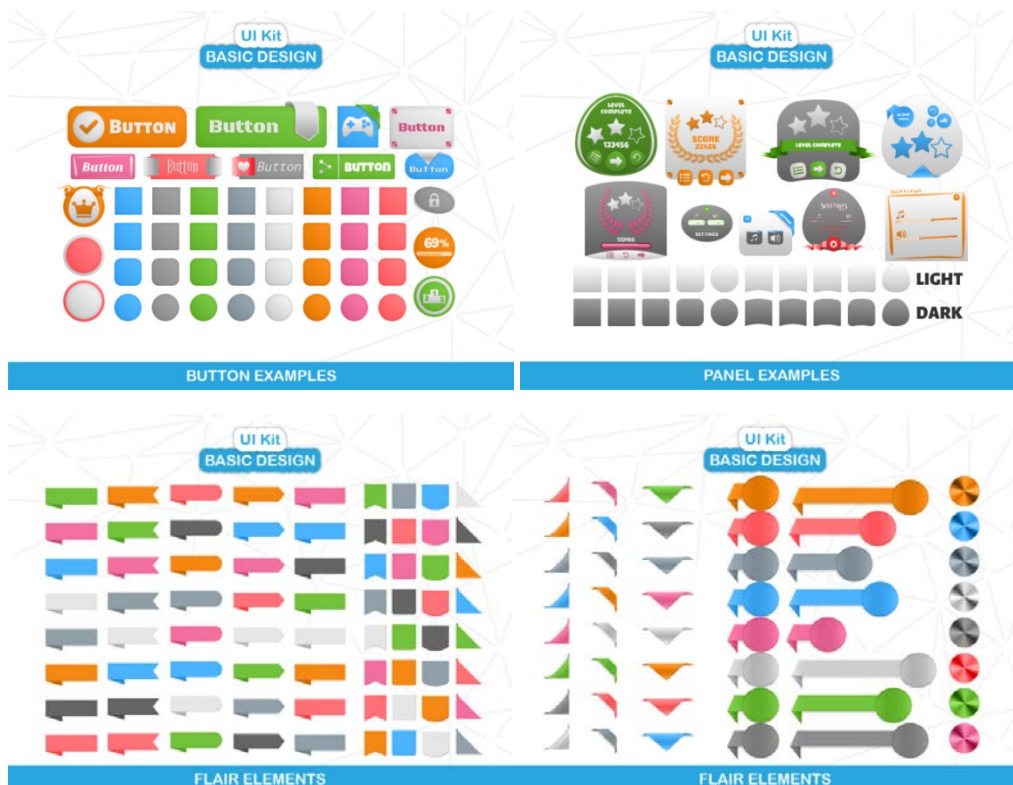 UI Kit
BASIC DESIGN
BUTTON
Button
Button
Button
Button
Button
BUTTON
Button
69%
BUTTON EXAMPLES
UI Kit
BASIC DESIGN
LEVEL
COMPLETE
123456
SCORE
22426
LEVEL COMPLETE
123456
SETTINGS
Settings
Settings
LIGHT
DARK
PANEL EXAMPLES
UI Kit
BASIC DESIGN
FLAIR ELEMENTS
UI Kit
BASIC DESIGN
FLAIR ELEMENTS